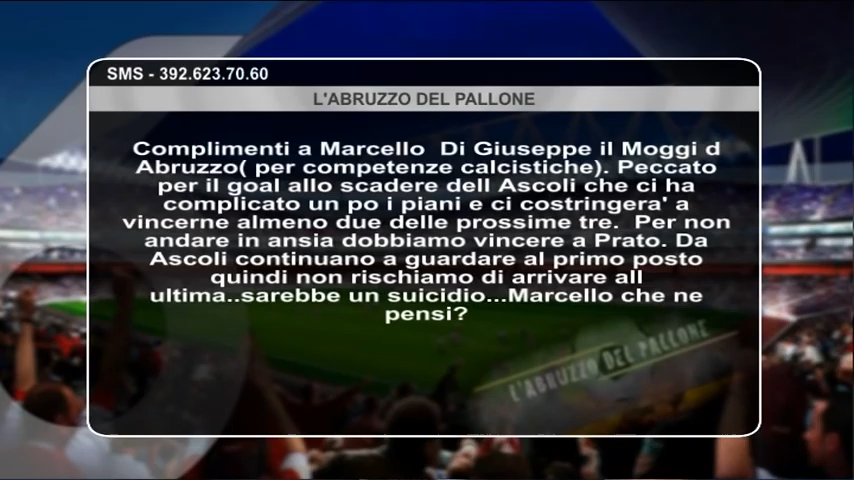 SMS - 392.623.70.60
L'ABRUZZO DEL PALLONE
Complimenti a Marcello Di Giuseppe il Moggi d
Abruzzo( per competenze calcistiche). Peccato
per il goal allo scadere dell Ascoli che ci ha
complicato un po i piani e ci costringera' a
vincerne almeno due delle prossime tre. Per non
andare in ansia dobbiamo vincere a Prato. Da
Ascoli continuano a guardare al primo posto
quindi non rischiamo di arrivare all
ultima..sarebbe un suicidio...Marcello che ne
pensi?
L'ABRUZZO DEL PALLONE